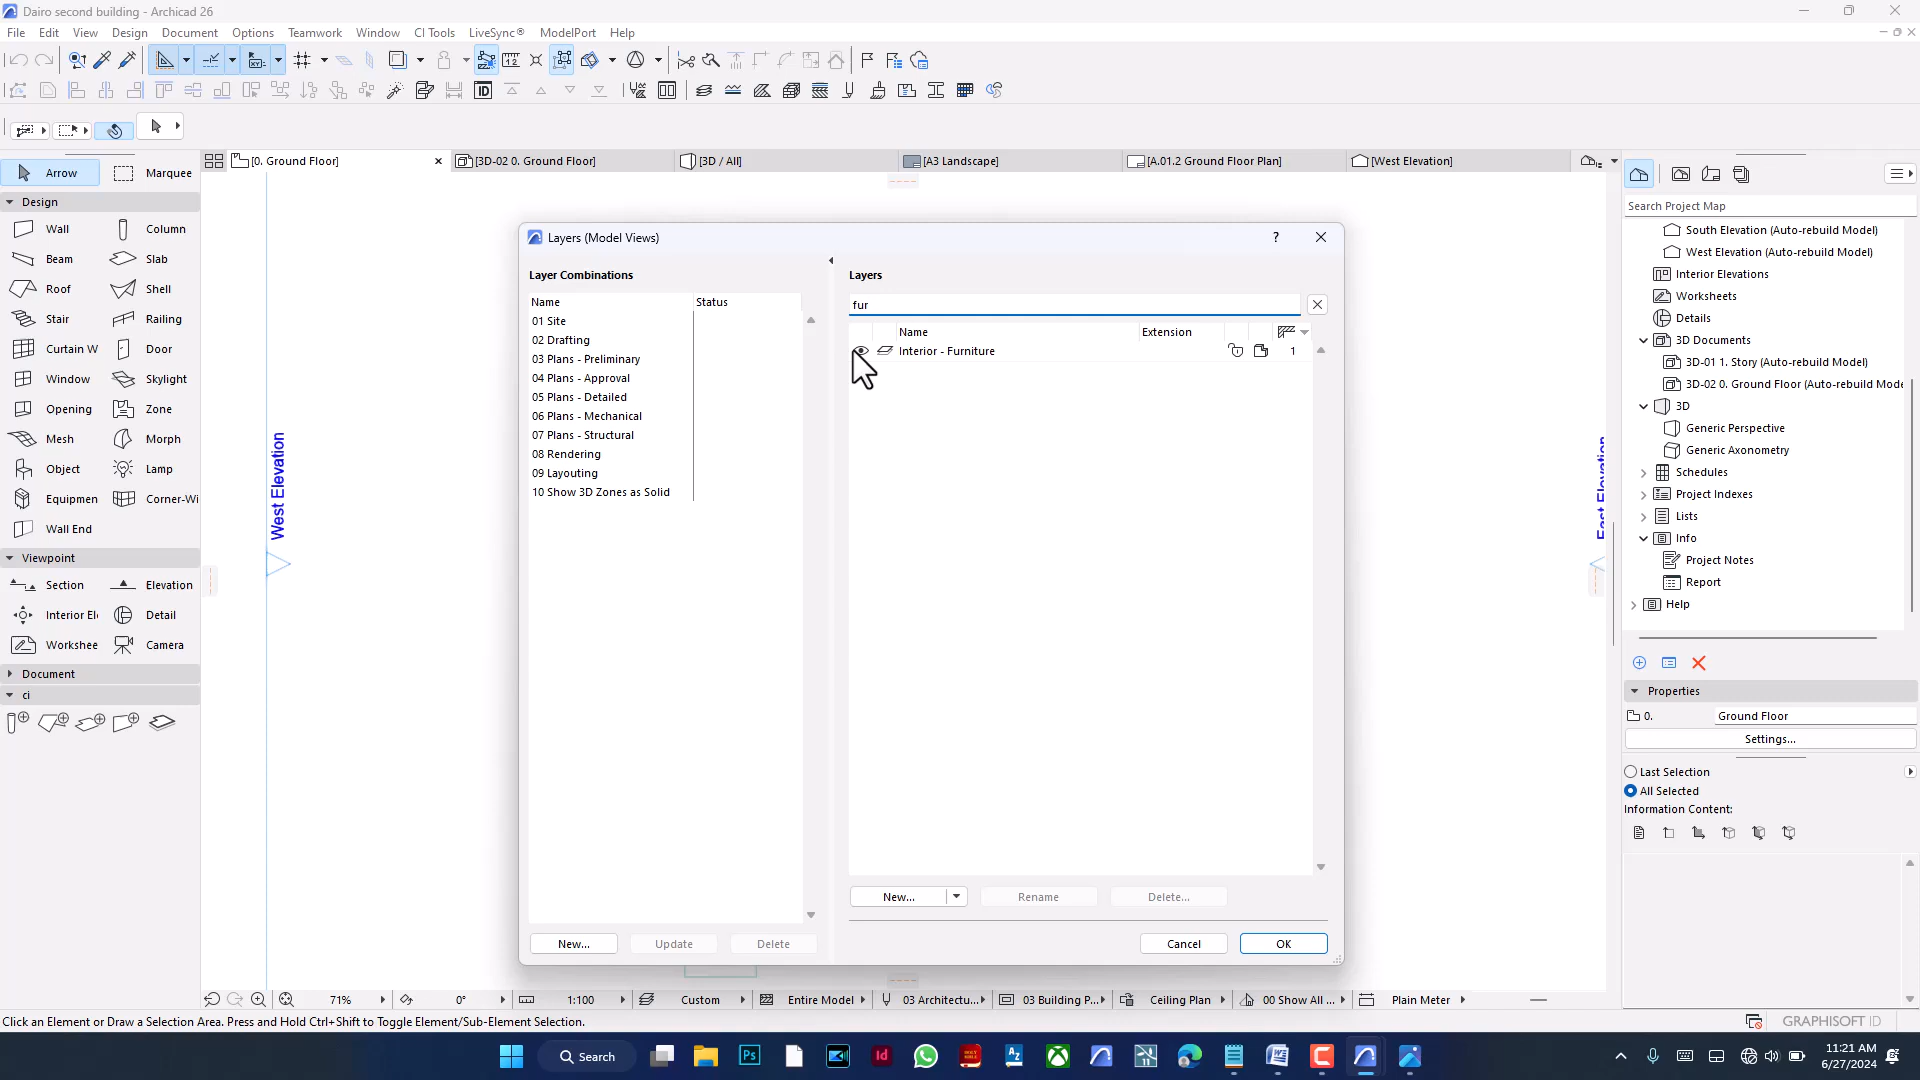 Dairo second building - Archicad 26
File Edit View Design Document Options Teamwork Window CI Tools LiveSync® ModelPort Help
[0. Ground Floor] [3D-02 0. Ground Floor] [3D / All] [A3 Landscape] [A.01.2 Ground Floor Plan] [West Elevation]
Arrow Marquee
Design
Wall Column
Beam Slab
Roof Shell
Stair Railing
Curtain W Door
Window Skylight
Opening Zone
Mesh Morph
Object Lamp
Equipmen Corner-Wi
Wall End
Viewpoint
Section Elevation
Interior El Detail
Workshee Camera
Document
ci
West Elevation
East Elevation
Layers (Model Views)
Layer Combinations
Name Status
01 Site
02 Drafting
03 Plans - Preliminary
04 Plans - Approval
05 Plans - Detailed
06 Plans - Mechanical
07 Plans - Structural
08 Rendering
09 Layouting
10 Show 3D Zones as Solid
New... Update Delete
Layers
fur
Name Extension
Interior - Furniture 1
New... Rename Delete...
Cancel OK
Search Project Map
South Elevation (Auto-rebuild Model)
West Elevation (Auto-rebuild Model)
Interior Elevations
Worksheets
Details
3D Documents
3D-01 1. Story (Auto-rebuild Model)
3D-02 0. Ground Floor (Auto-rebuild Mode
3D
Generic Perspective
Generic Axonometry
Schedules
Project Indexes
Lists
Info
Project Notes
Report
Help
Properties
0. Ground Floor
Settings...
Last Selection
All Selected
Information Content:
71% 0° 1:100 Custom Entire Model 03 Architectu... 03 Building P... Ceiling Plan 00 Show All ... Plain Meter
Click an Element or Draw a Selection Area. Press and Hold Ctrl+Shift to Toggle Element/Sub-Element Selection.
GRAPHISOFT ID
Search
11:21 AM
6/27/2024